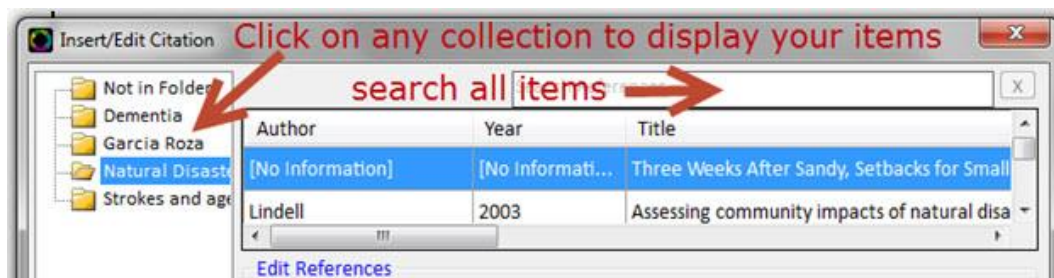 Insert/Edit Citation
Click on any collection to display your items
Not in Folder
search all items
X
Dementia
Author Year Title
Garcia Roza
Natural Disaste
[No Information] [No Informati... Three Weeks After Sandy, Setbacks for Small
Strokes and age
Lindell 2003 Assessing community impacts of natural disa
Edit References